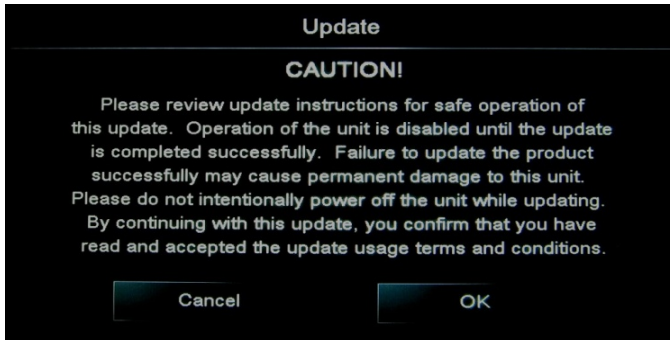 Update
CAUTION!
Please review update instructions for safe operation of
this update. Operation of the unit is disabled until the update
is completed successfully. Failure to update the product
successfully may cause permanent damage to this unit.
Please do not intentionally power off the unit while updating.
By continuing with this update, you confirm that you have
read and accepted the update usage terms and conditions.
Cancel
OK